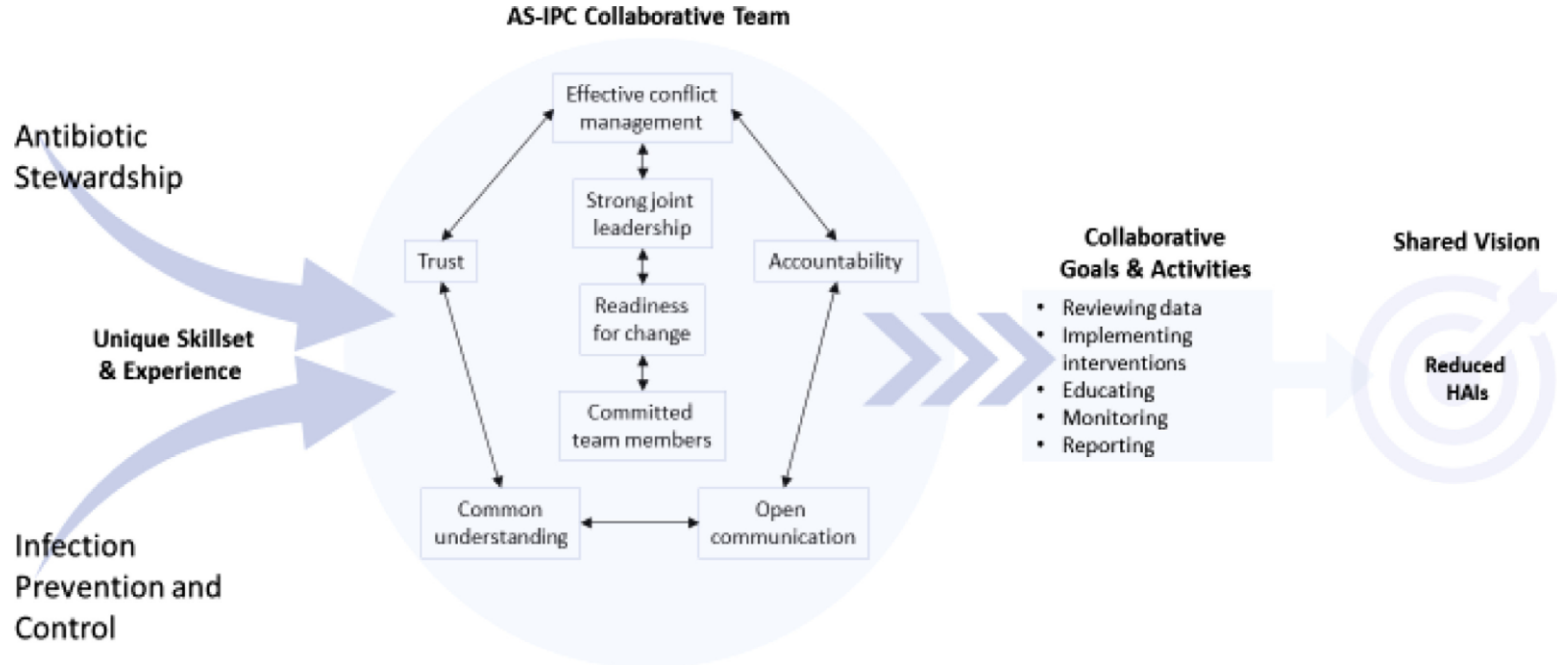 AS-IPC Collaborative Team
Antibiotic
Stewardship
Unique Skillset
& Experience
Infection
Prevention and
Control
Effective conflict
management
Strong joint
leadership
Trust
Accountability
Readiness
for change
Committed
team members
Common
understanding
Open
communication
Collaborative
Goals & Activities
• Reviewing data
• Implementing
interventions
• Educating
• Monitoring
• Reporting
Shared Vision
Reduced
HAIs